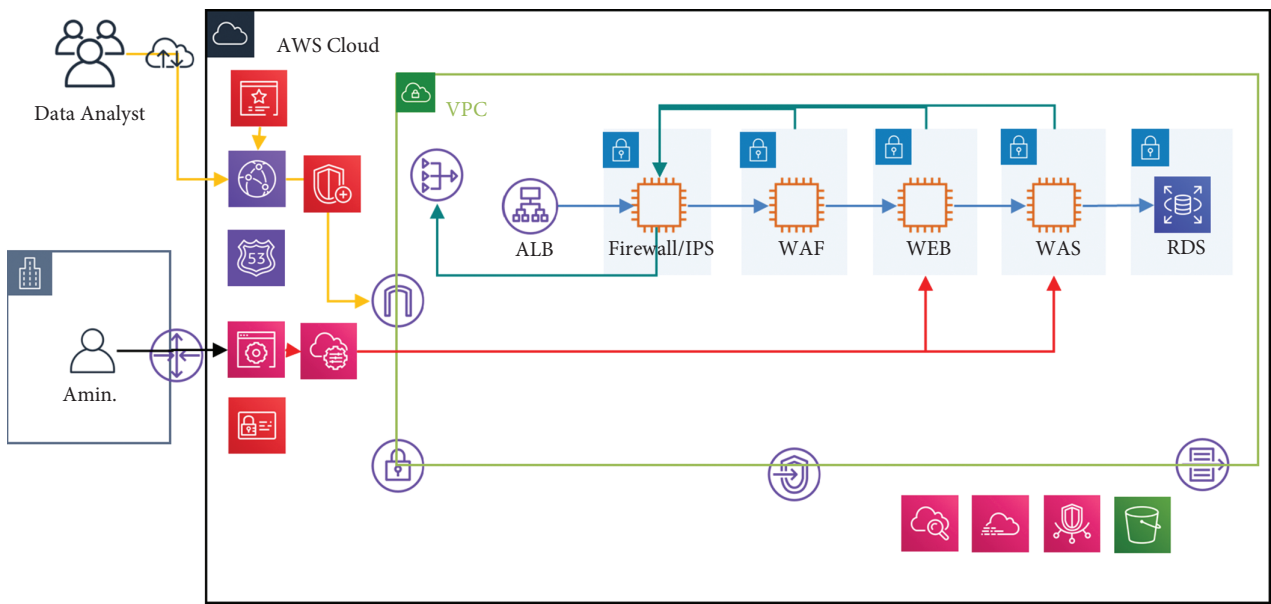 AWS Cloud
Data Analyst
VPC
ALB
Firewall/IPS
WAF
WEB
WAS
RDS
53
Amin.